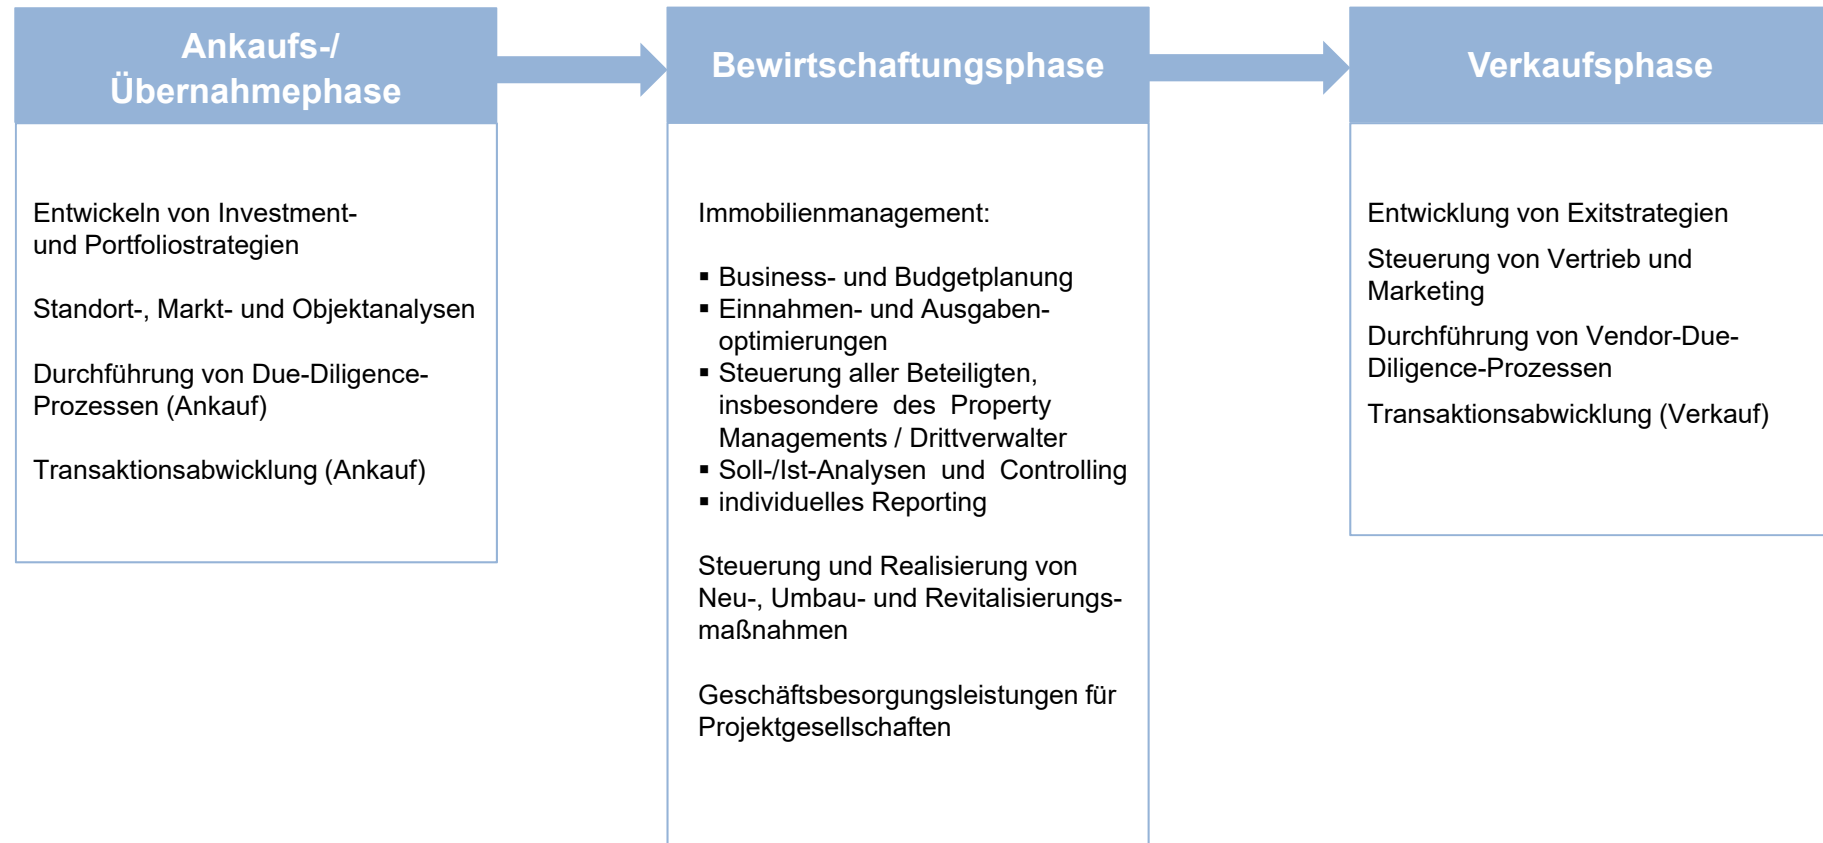 Ankaufs-/
Übernahmephase
Entwickeln von Investment-
und Portfoliostrategien
Standort-, Markt- und Objektanalysen
Durchführung von Due-Diligence-
Prozessen (Ankauf)
Transaktionsabwicklung (Ankauf)
Bewirtschaftungsphase
Immobilienmanagement:
▪ Business- und Budgetplanung
▪ Einnahmen- und Ausgaben-
optimierungen
▪ Steuerung aller Beteiligten,
insbesondere des Property
Managements / Drittverwalter
▪ Soll-/Ist-Analysen und Controlling
▪ individuelles Reporting
Steuerung und Realisierung von
Neu-, Umbau- und Revitalisierungs-
maßnahmen
Geschäftsbesorgungsleistungen für
Projektgesellschaften
Verkaufsphase
Entwicklung von Exitstrategien
Steuerung von Vertrieb und
Marketing
Durchführung von Vendor-Due-
Diligence-Prozessen
Transaktionsabwicklung (Verkauf)